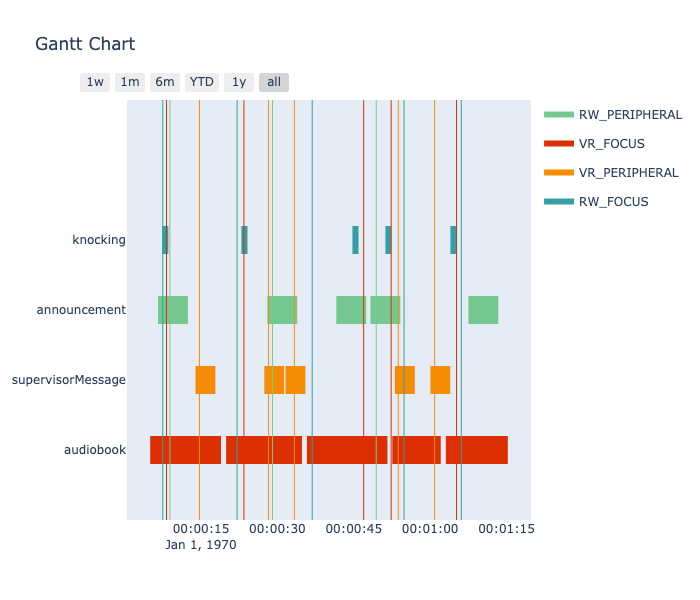 Gantt Chart
1w 1m 6m YTD 1y all
RW_PERIPHERAL
VR_FOCUS
VR_PERIPHERAL
RW_FOCUS
knocking
announcement
supervisorMessage
audiobook
00:00:15 00:00:30 00:00:45 00:01:00 00:01:15
Jan 1, 1970